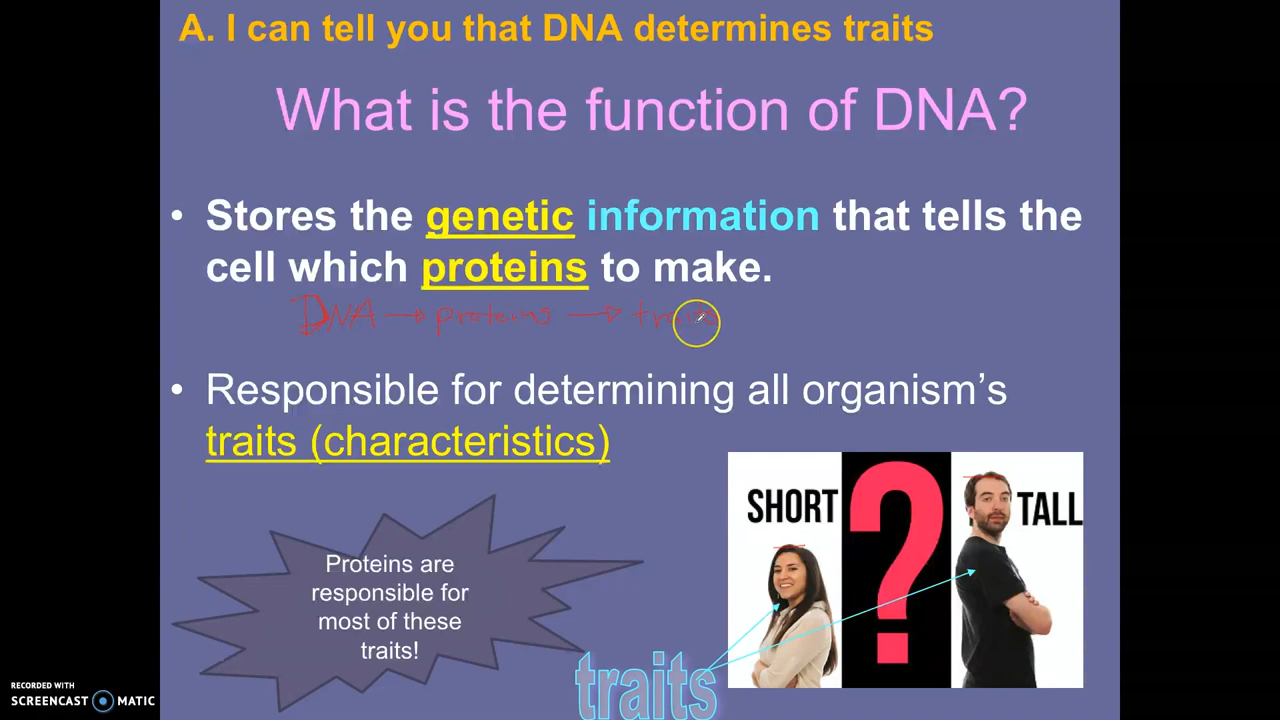 A. I can tell you that DNA determines traits
What is the function of DNA?
• Stores the genetic information that tells the
cell which proteins to make.
DNA → proteins → traits
• Responsible for determining all organism's
traits (characteristics)
Proteins are
responsible for
most of these
traits!
SHORT
?
TALL
traits
RECORDED WITH
SCREENCAST MATIC